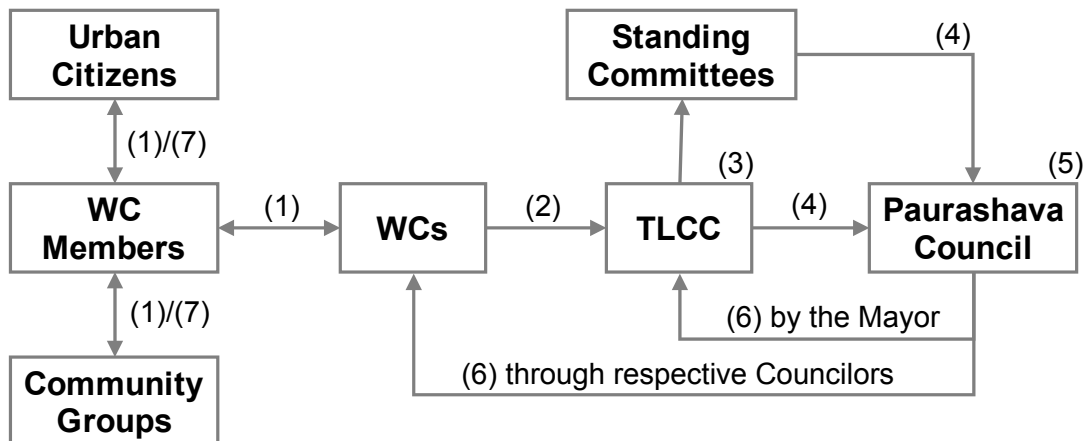 Urban
Citizens
Standing
Committees
(4)
(1)/(7)
(3)
(5)
WC
Members
(1)
WCs
(2)
TLCC
(4)
Paurashava
Council
(1)/(7)
(6) by the Mayor
(6) through respective Councilors
Community
Groups